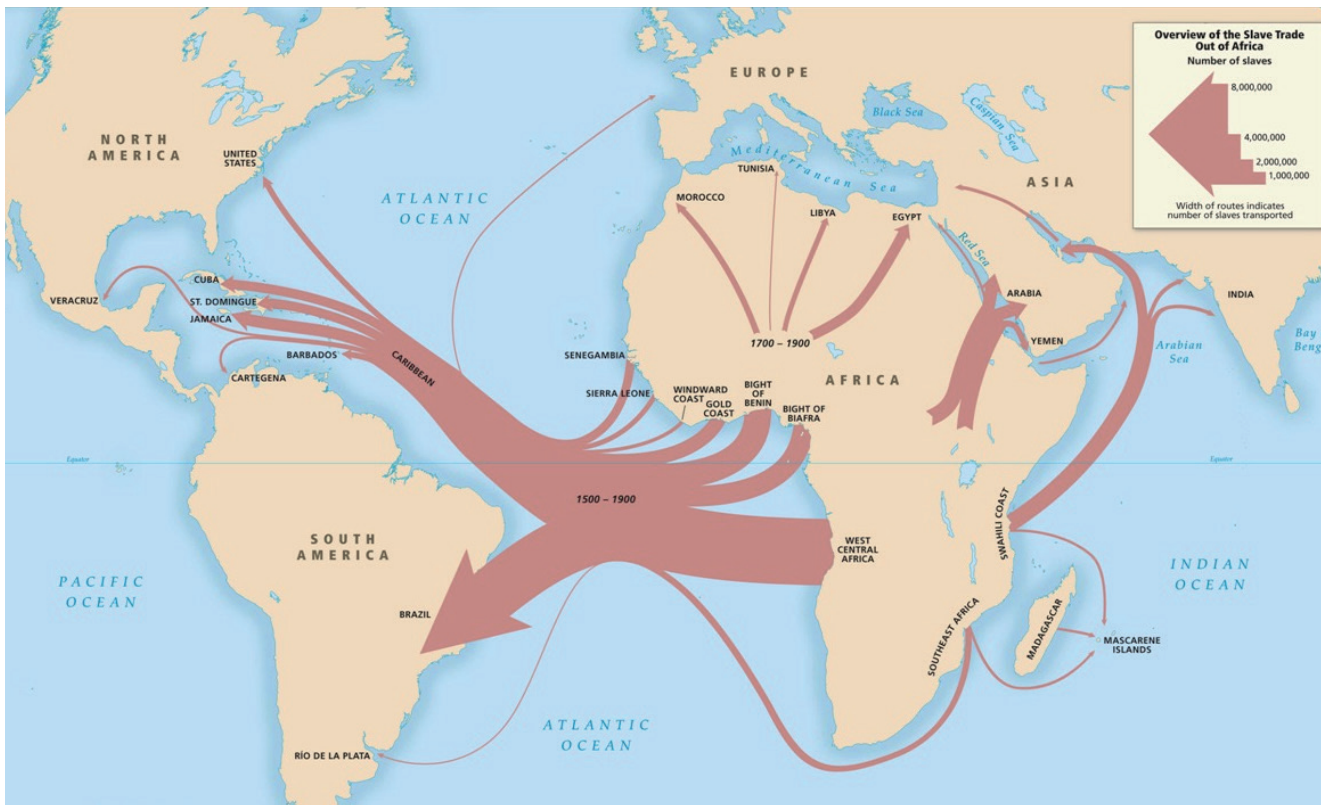 Overview of the Slave Trade
Out of Africa
Number of slaves
8,000,000
4,000,000
2,000,000
1,000,000
Width of routes indicates
number of slaves transported
EUROPE
Black Sea
Caspian Sea
NORTH
AMERICA
UNITED
STATES
ATLANTIC
OCEAN
Mediterranean Sea
TUNISIA
ASIA
MOROCCO
LIBYA
EGYPT
Red Sea
CUBA
VERACRUZ
ST. DOMINGUE
JAMAICA
ARABIA
INDIA
BARBADOS
CARIBBEAN
CARTEGENA
SENEGAMBIA
1700 – 1900
YEMEN
Arabian
Sea
Bay
Beng
AFRICA
SIERRA LEONE
WINDWARD
COAST
GOLD
COAST
BIGHT
OF
BENIN
BIGHT OF
BIAFRA
Equator
Equator
1500 – 1900
SOUTH
AMERICA
WEST
CENTRAL
AFRICA
SWAHILI COAST
INDIAN
OCEAN
PACIFIC
OCEAN
BRAZIL
SOUTHEAST AFRICA
MADAGASCAR
MASCARENE
ISLANDS
ATLANTIC
OCEAN
RÍO DE LA PLATA